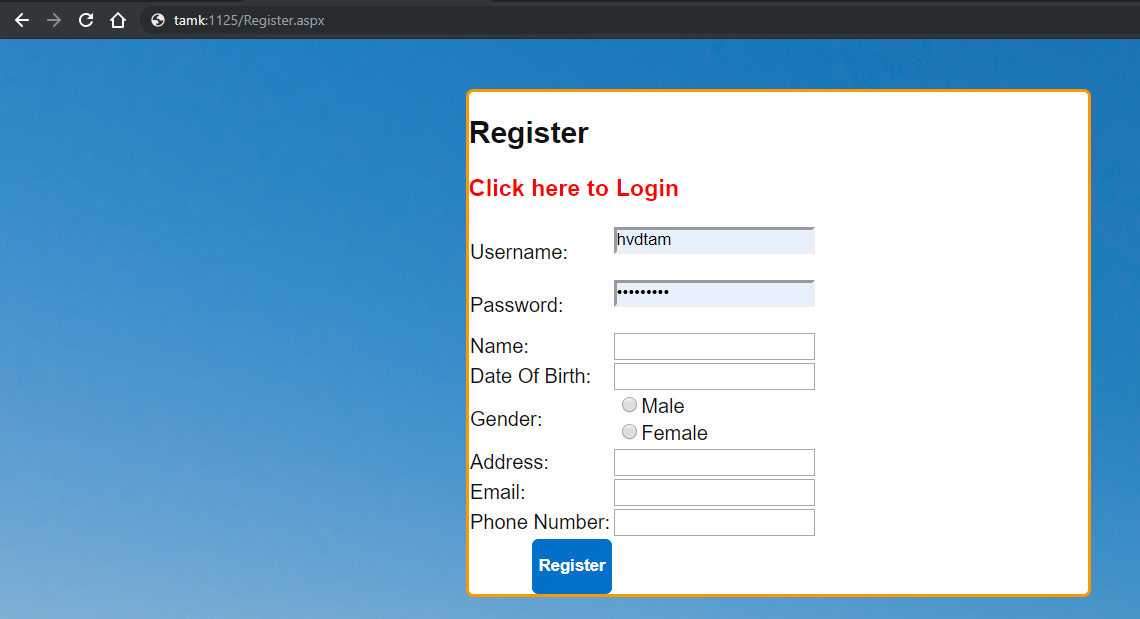 tamk:1125/Register.aspx
Register
Click here to Login
Username: hvdtam
Password: •••••••••
Name:
Date Of Birth:
Gender: Male
Female
Address:
Email:
Phone Number:
Register